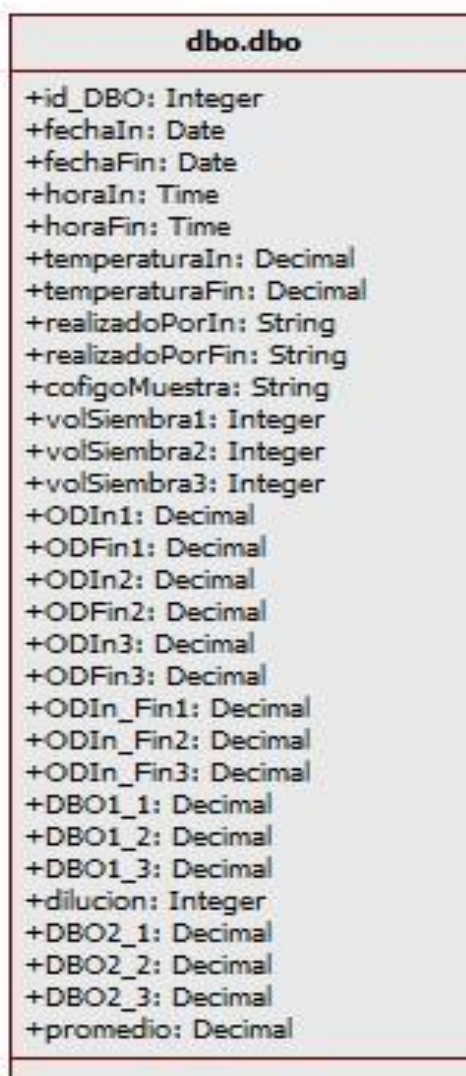 dbo.dbo
+id_DBO: Integer
+fechaIn: Date
+fechaFin: Date
+horaIn: Time
+horaFin: Time
+temperaturaIn: Decimal
+temperaturaFin: Decimal
+realizadoPorIn: String
+realizadoPorFin: String
+cofigoMuestra: String
+volSiembra1: Integer
+volSiembra2: Integer
+volSiembra3: Integer
+ODIn1: Decimal
+ODFin1: Decimal
+ODIn2: Decimal
+ODFin2: Decimal
+ODIn3: Decimal
+ODFin3: Decimal
+ODIn_Fin1: Decimal
+ODIn_Fin2: Decimal
+ODIn_Fin3: Decimal
+DBO1_1: Decimal
+DBO1_2: Decimal
+DBO1_3: Decimal
+dilucion: Integer
+DBO2_1: Decimal
+DBO2_2: Decimal
+DBO2_3: Decimal
+promedio: Decimal